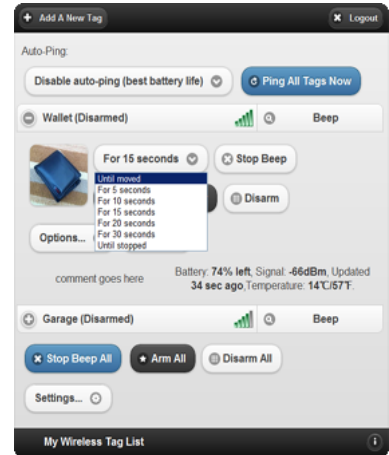 Add A New Tag
Logout
Auto-Ping:
Disable auto-ping (best battery life)
Ping All Tags Now
Wallet (Disarmed)
Beep
For 15 seconds
Stop Beep
Until moved
For 5 seconds
For 10 seconds
For 15 seconds
For 20 seconds
For 30 seconds
Until stopped
Disarm
Options...
comment goes here
Battery: 74% left, Signal: -66dBm, Updated
34 sec ago,Temperature: 14℃/57℉.
Garage (Disarmed)
Beep
Stop Beep All
Arm All
Disarm All
Settings...
My Wireless Tag List